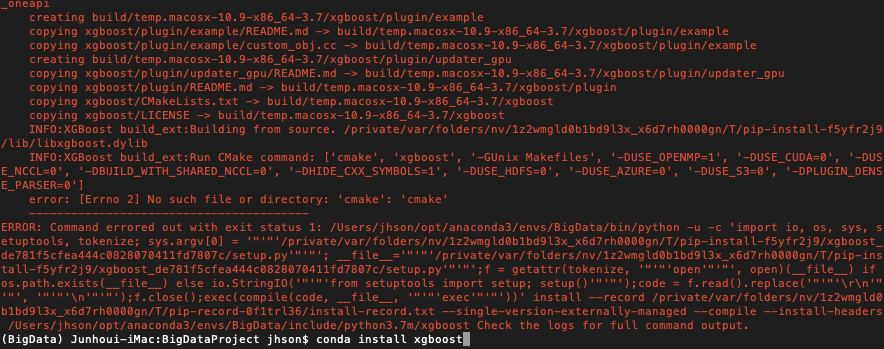 _oneapi
creating build/temp.macosx-10.9-x86_64-3.7/xgboost/plugin/example
copying xgboost/plugin/example/README.md -> build/temp.macosx-10.9-x86_64-3.7/xgboost/plugin/example
copying xgboost/plugin/example/custom_obj.cc -> build/temp.macosx-10.9-x86_64-3.7/xgboost/plugin/example
creating build/temp.macosx-10.9-x86_64-3.7/xgboost/plugin/updater_gpu
copying xgboost/plugin/updater_gpu/README.md -> build/temp.macosx-10.9-x86_64-3.7/xgboost/plugin/updater_gpu
copying xgboost/plugin/README.md -> build/temp.macosx-10.9-x86_64-3.7/xgboost/plugin
copying xgboost/CMakeLists.txt -> build/temp.macosx-10.9-x86_64-3.7/xgboost
copying xgboost/LICENSE -> build/temp.macosx-10.9-x86_64-3.7/xgboost
INFO:XGBoost build_ext:Building from source. /private/var/folders/nv/1z2wmgld0b1bd9l3x_x6d7rh0000gn/T/pip-install-f5yfr2j9
/lib/libxgboost.dylib
INFO:XGBoost build_ext:Run CMake command: ['cmake', 'xgboost', '-GUnix Makefiles', '-DUSE_OPENMP=1', '-DUSE_CUDA=0', '-DUS
E_NCCL=0', '-DBUILD_WITH_SHARED_NCCL=0', '-DHIDE_CXX_SYMBOLS=1', '-DUSE_HDFS=0', '-DUSE_AZURE=0', '-DUSE_S3=0', '-DPLUGIN_DENS
E_PARSER=0']
error: [Errno 2] No such file or directory: 'cmake': 'cmake'
----------------------------------------
ERROR: Command errored out with exit status 1: /Users/jhson/opt/anaconda3/envs/BigData/bin/python -u -c 'import io, os, sys, s
etuptools, tokenize; sys.argv[0] = '"'"'/private/var/folders/nv/1z2wmgld0b1bd9l3x_x6d7rh0000gn/T/pip-install-f5yfr2j9/xgboost_
de781f5cfea444c0828070411fd7807c/setup.py'"'"'; __file__='"'"'/private/var/folders/nv/1z2wmgld0b1bd9l3x_x6d7rh0000gn/T/pip-ins
tall-f5yfr2j9/xgboost_de781f5cfea444c0828070411fd7807c/setup.py'"'"';f = getattr(tokenize, '"'"'open'"'"', open)(__file__) if 
os.path.exists(__file__) else io.StringIO('"'"'from setuptools import setup; setup()'"'"');code = f.read().replace('"'"'\r\n'"
'"', '"'"'\n'"'"');f.close();exec(compile(code, __file__, '"'"'exec'"'"'))' install --record /private/var/folders/nv/1z2wmgld0
b1bd9l3x_x6d7rh0000gn/T/pip-record-0f1trl36/install-record.txt --single-version-externally-managed --compile --install-headers
/Users/jhson/opt/anaconda3/envs/BigData/include/python3.7m/xgboost Check the logs for full command output.
(BigData) Junhoui-iMac:BigDataProject jhson$ conda install xgboost